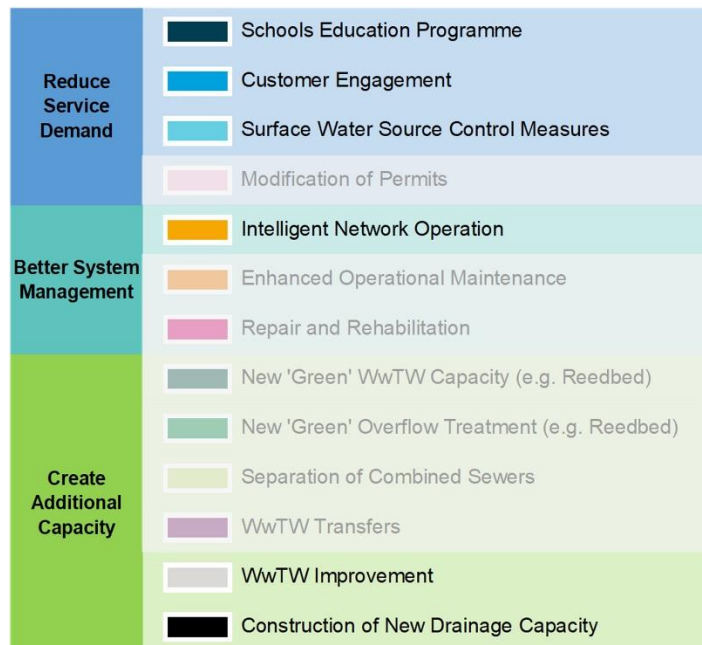 Reduce
Service
Demand
Schools Education Programme
Customer Engagement
Surface Water Source Control Measures
Modification of Permits
Better System
Management
Intelligent Network Operation
Enhanced Operational Maintenance
Repair and Rehabilitation
Create
Additional
Capacity
New 'Green' WwTW Capacity (e.g. Reedbed)
New 'Green' Overflow Treatment (e.g. Reedbed)
Separation of Combined Sewers
WwTW Transfers
WwTW Improvement
Construction of New Drainage Capacity